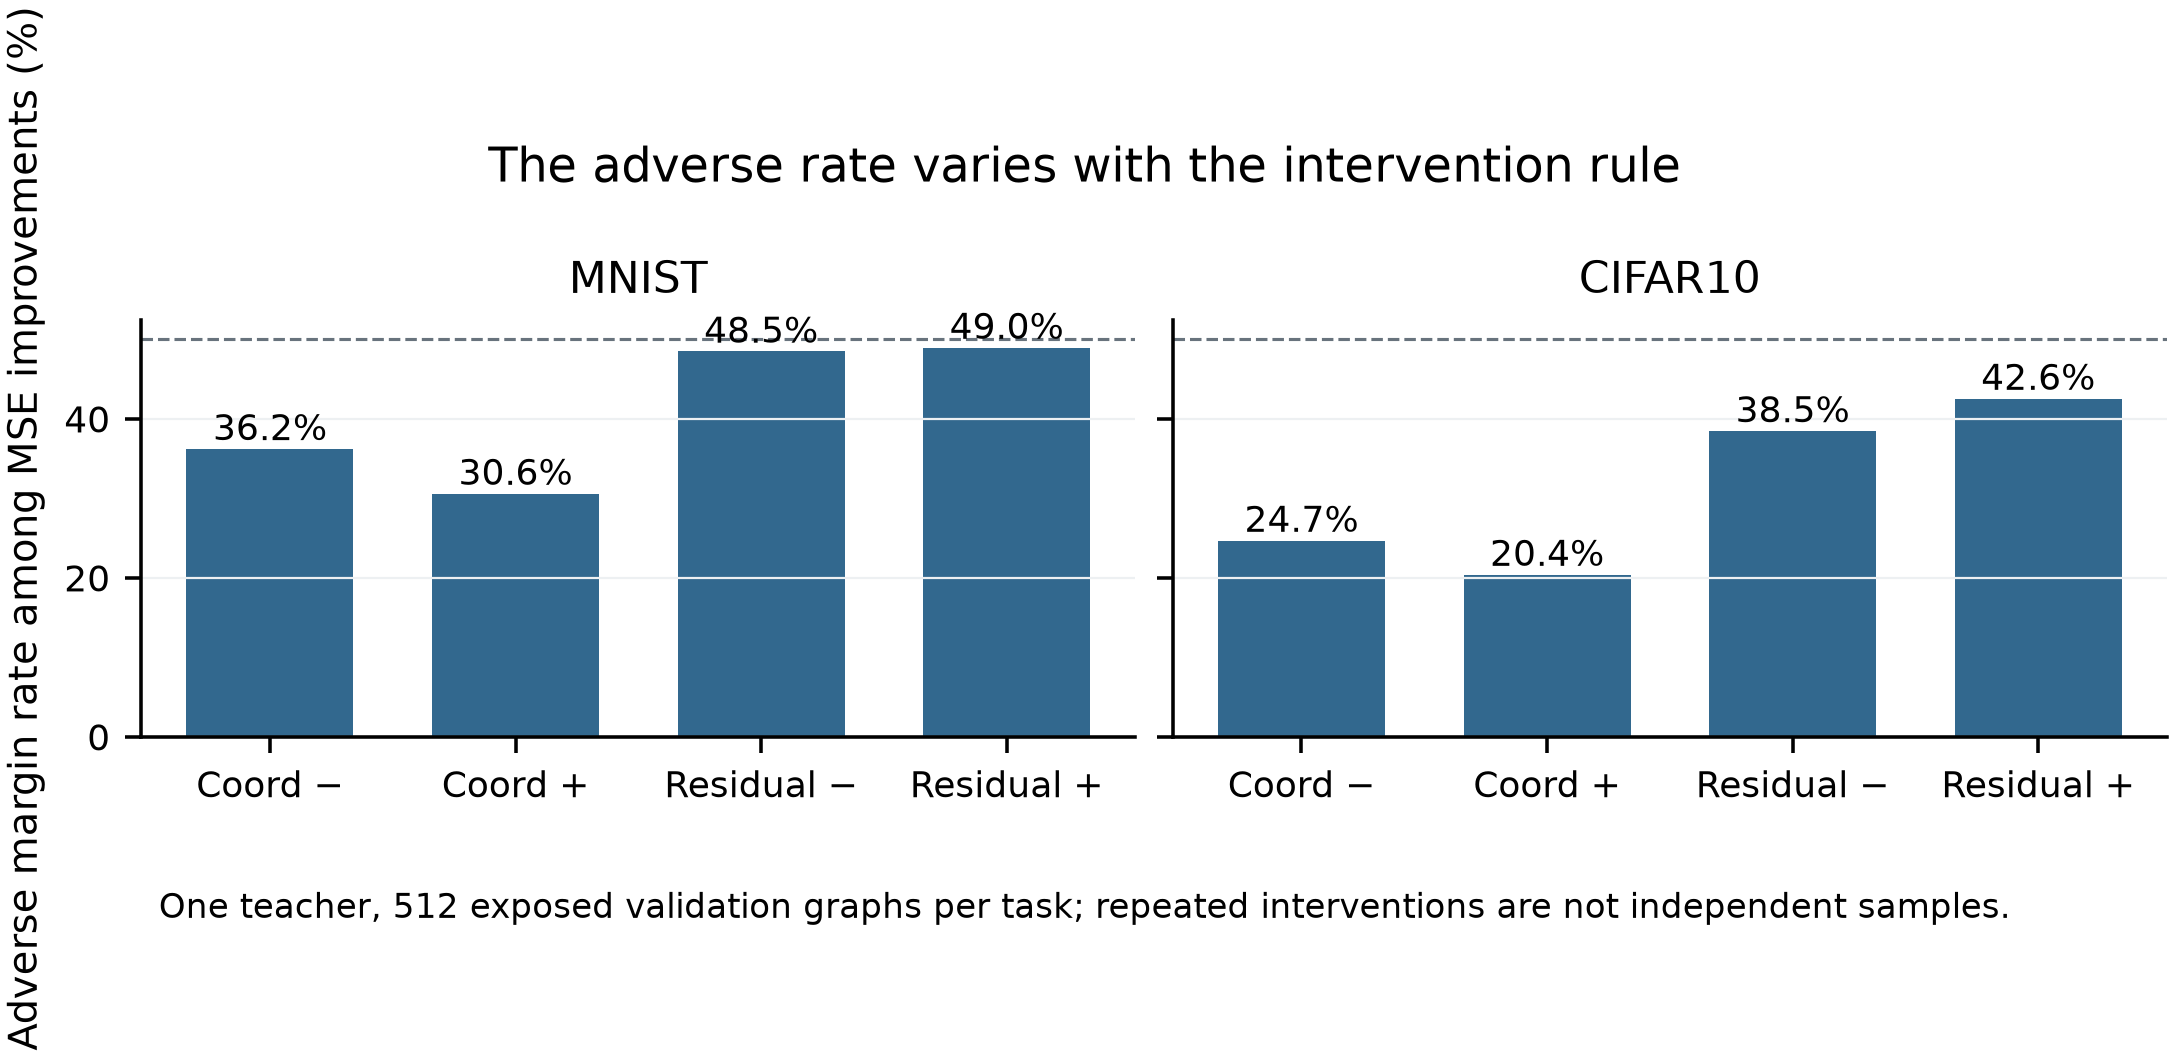 The adverse rate varies with the intervention rule
Adverse margin rate among MSE improvements (%)
MNIST
40
20
0
36.2%
30.6%
48.5%
49.0%
Coord −
Coord +
Residual −
Residual +
CIFAR10
24.7%
20.4%
38.5%
42.6%
Coord −
Coord +
Residual −
Residual +
One teacher, 512 exposed validation graphs per task; repeated interventions are not independent samples.